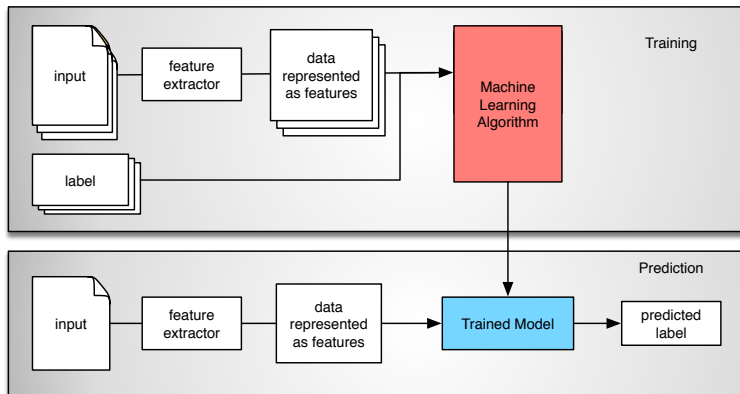 Training
input
feature
extractor
data
represented
as features
Machine
Learning
Algorithm
label
Prediction
input
feature
extractor
data
represented
as features
Trained Model
predicted
label